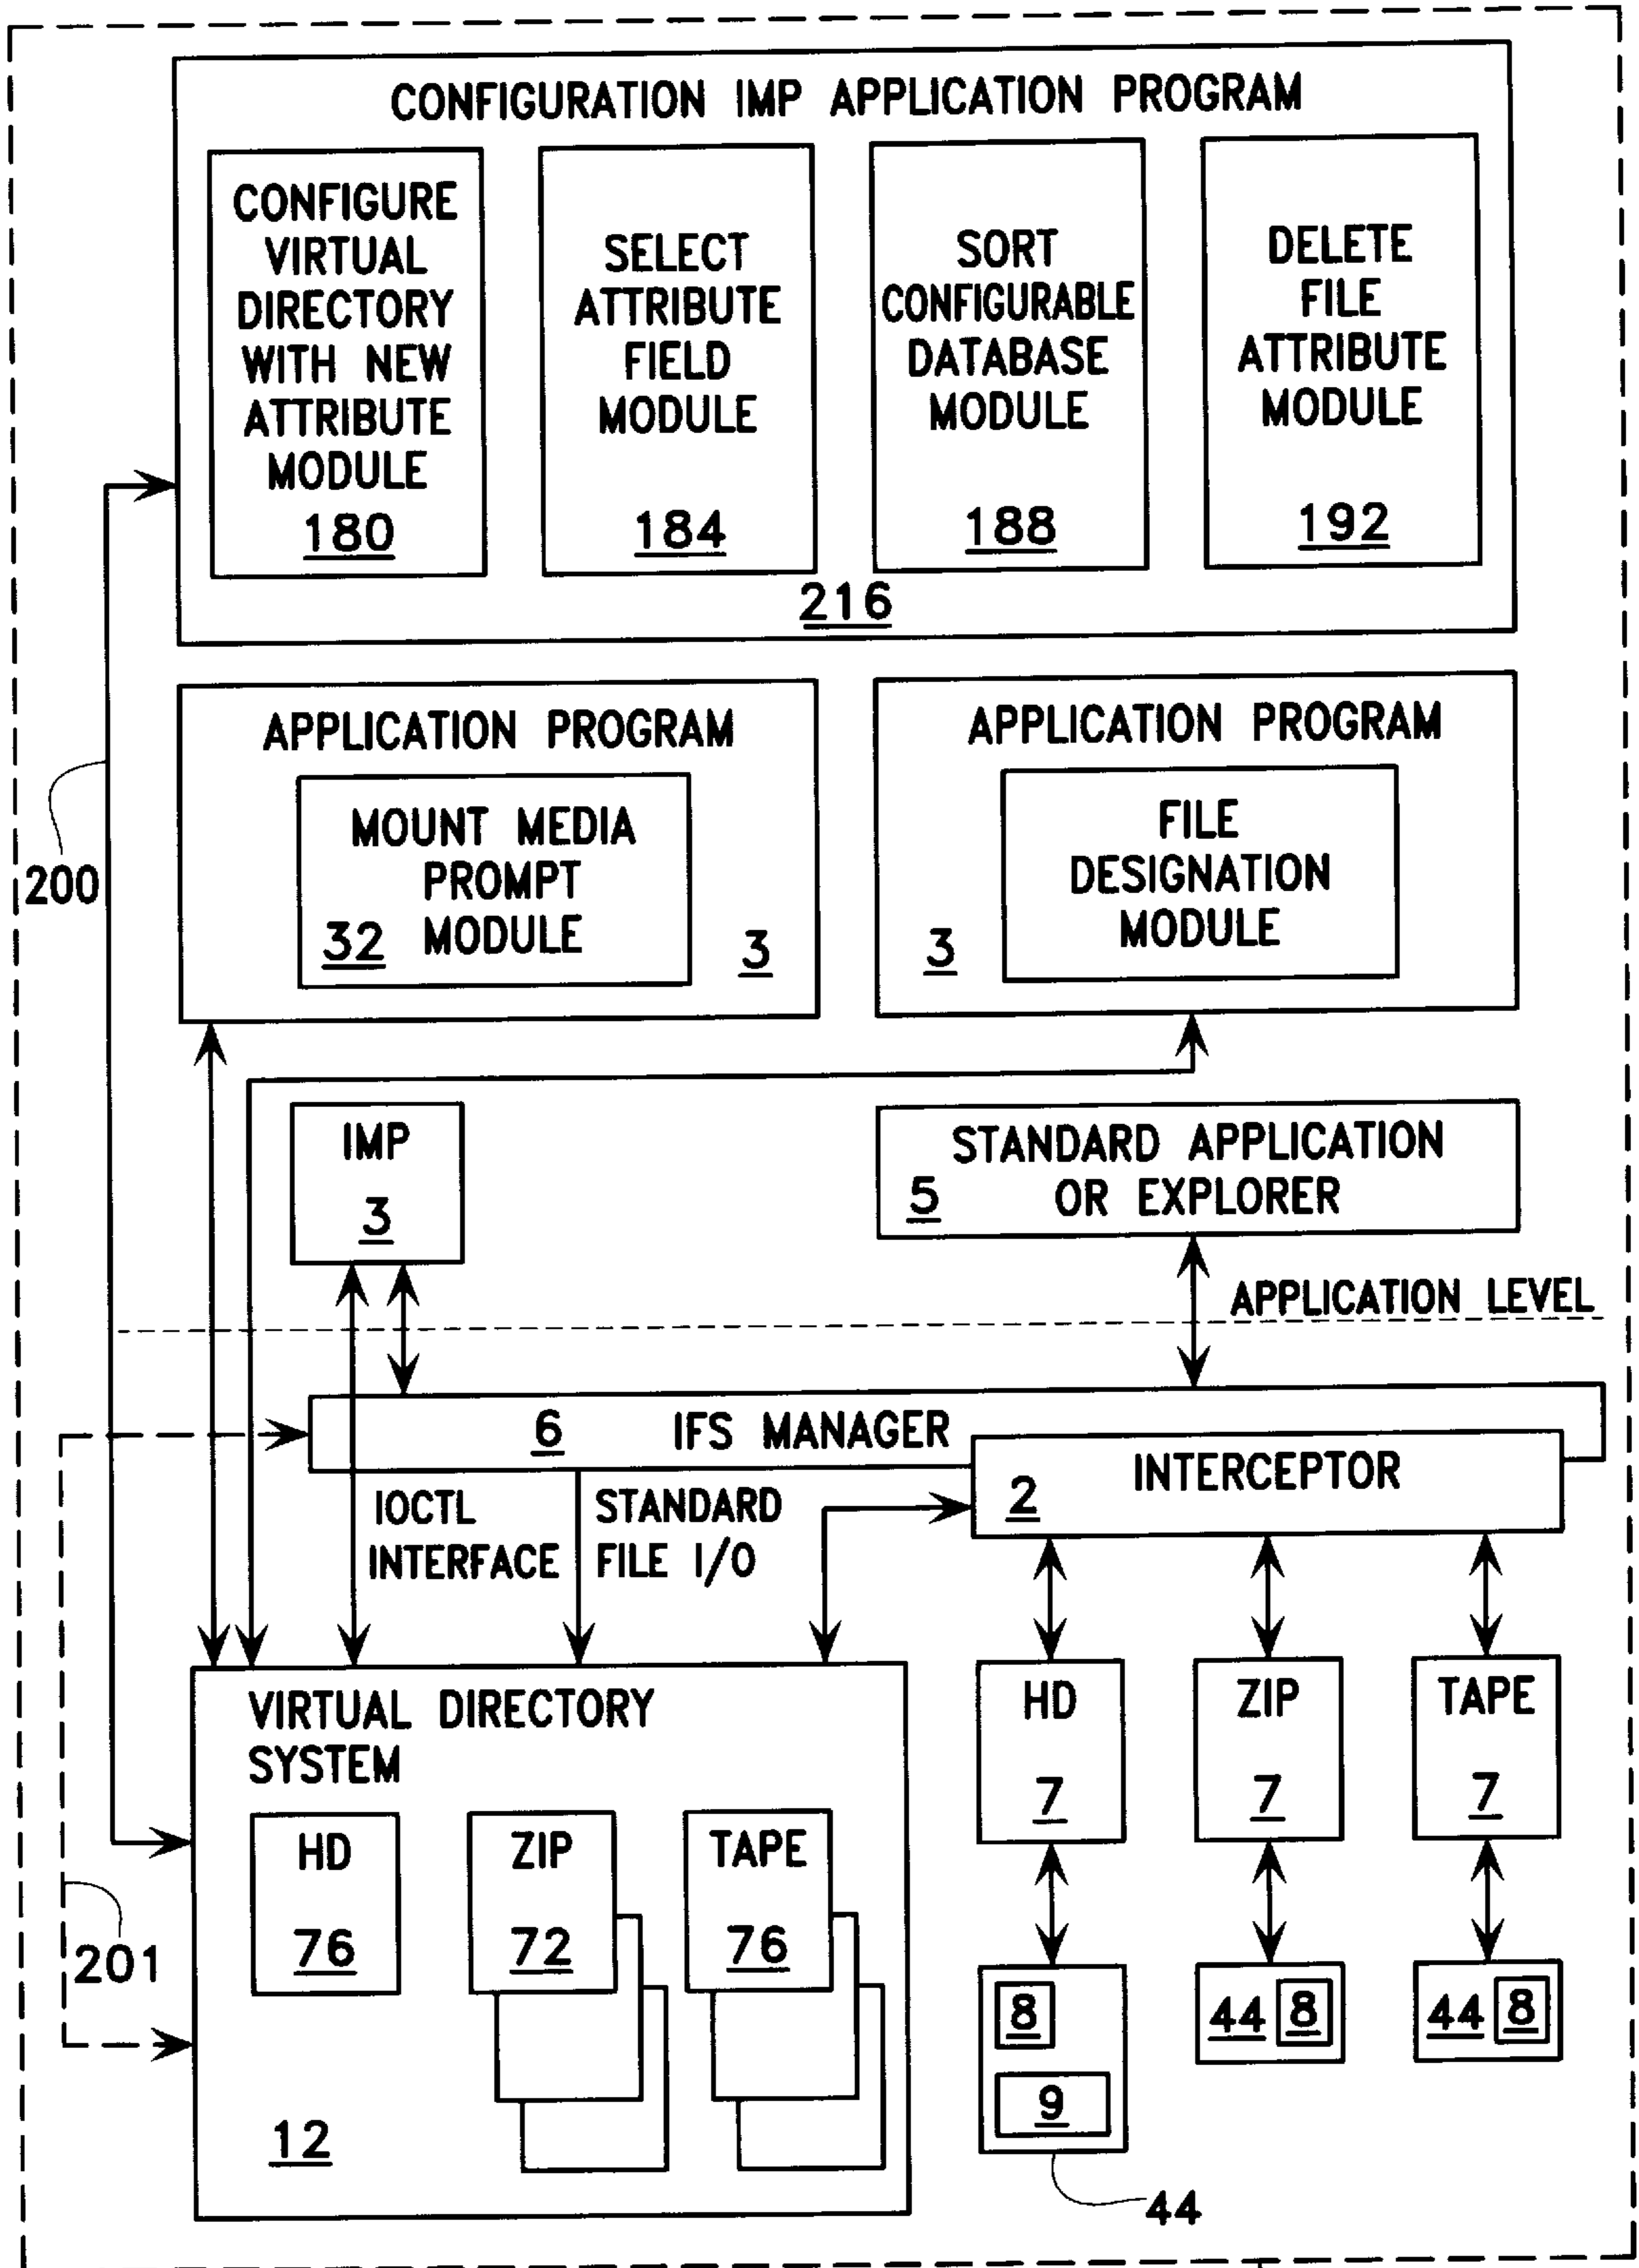 CONFIGURATION IMP APPLICATION PROGRAM
CONFIGURE
VIRTUAL
DIRECTORY
WITH NEW
ATTRIBUTE
MODULE
180
SELECT
ATTRIBUTE
FIELD
MODULE
184
SORT
CONFIGURABLE
DATABASE
MODULE
188
DELETE
FILE
ATTRIBUTE
MODULE
192
216
200
APPLICATION PROGRAM
MOUNT MEDIA
PROMPT
32 MODULE
3
APPLICATION PROGRAM
FILE
DESIGNATION
MODULE
3
IMP
3
STANDARD APPLICATION
5 OR EXPLORER
APPLICATION LEVEL
6 IFS MANAGER
INTERCEPTOR
2
IOCTL
INTERFACE
STANDARD
FILE I/O
VIRTUAL DIRECTORY
SYSTEM
HD
76
ZIP
72
TAPE
76
12
201
HD
7
ZIP
7
TAPE
7
8
9
44
44 8
44 8